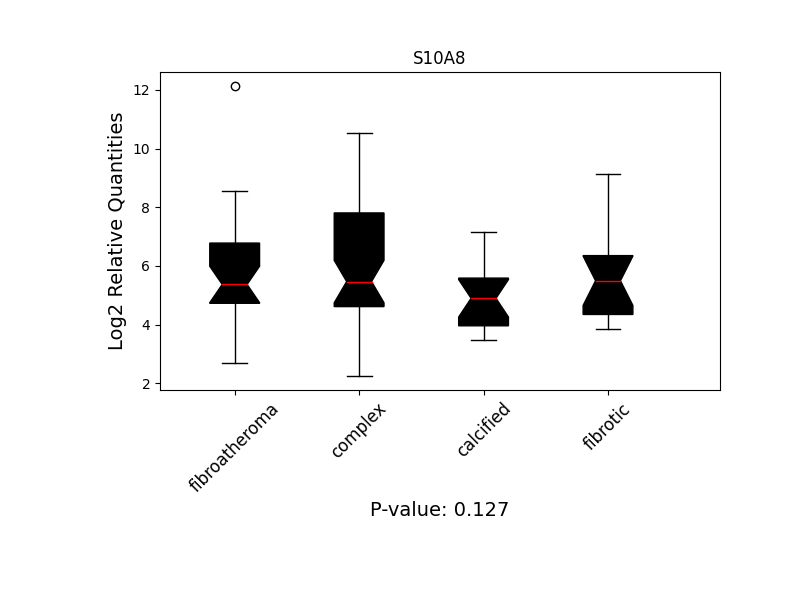 S10A8
Log2 Relative Quantities
12
10
8
6
4
2
fibroatheroma
complex
calcified
fibrotic
P-value: 0.127